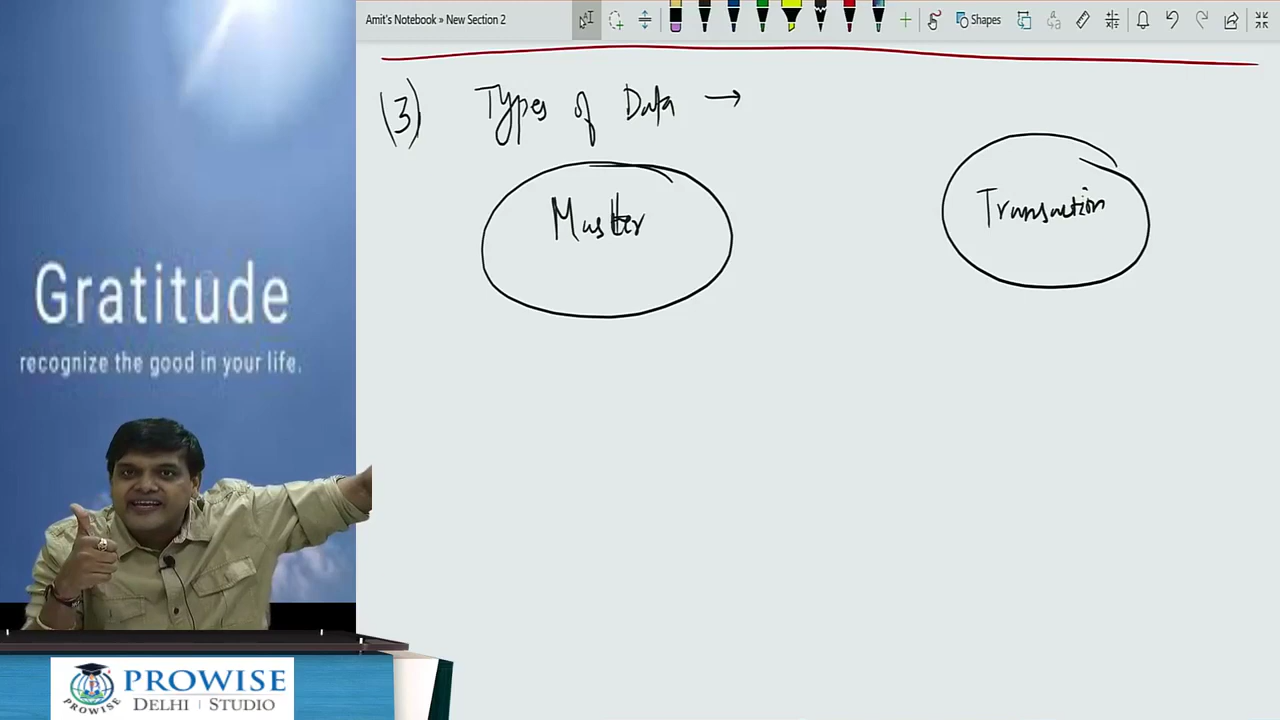 Amit's Notebook » New Section 2
Shapes
(3) Types of Data →
Master
Transaction
Gratitude
recognize the good in your life.
PROWISE
PROWISE
DELHI | STUDIO